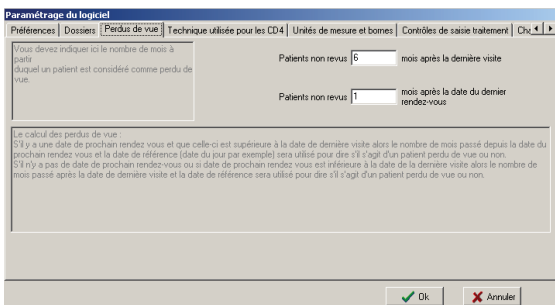 Paramétrage du logiciel
Préférences
Dossiers
Perdus de vue
Technique utilisée pour les CD4
Unités de mesure et bornes
Contrôles de saisie traitement
Vous devez indiquer ici le nombre de mois à
partir
duquel un patient est considéré comme perdu de
vue.
Patients non revus 6 mois après la dernière visite
Patients non revus 1 mois après la date du dernier
rendez-vous
Le calcul des perdus de vue :
S'il y a une date de prochain rendez vous et que celle-ci est supérieure à la date de dernière visite alors le nombre de mois passé depuis la date du
prochain rendez vous et la date de référence (date du jour par exemple) sera utilisé pour dire s'il s'agit d'un patient perdu de vue ou non.
S'il n'y a pas de date de prochain rendez-vous ou si date de prochain rendez vous est inférieure à la date de la dernière visite alors le nombre de
mois passé après la date de dernière visite et la date de référence sera utilisé pour dire s'il s'agit d'un patient perdu de vue ou non.
Ok
Annuler